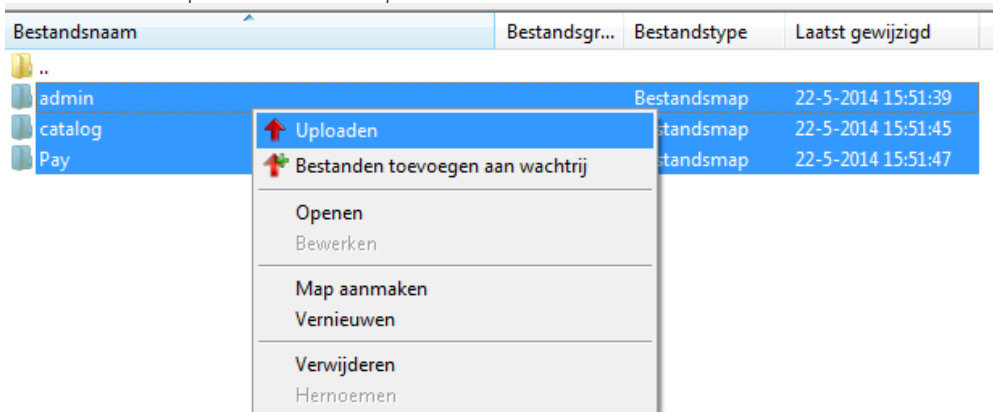 Bestandsnaam Bestandsgr... Bestandstype Laatst gewijzigd
..
admin Bestandsmap 22-5-2014 15:51:39
catalog standsmap 22-5-2014 15:51:45
Pay standsmap 22-5-2014 15:51:47
Uploaden
Bestanden toevoegen aan wachtrij
Openen
Bewerken
Map aanmaken
Vernieuwen
Verwijderen
Hernoemen